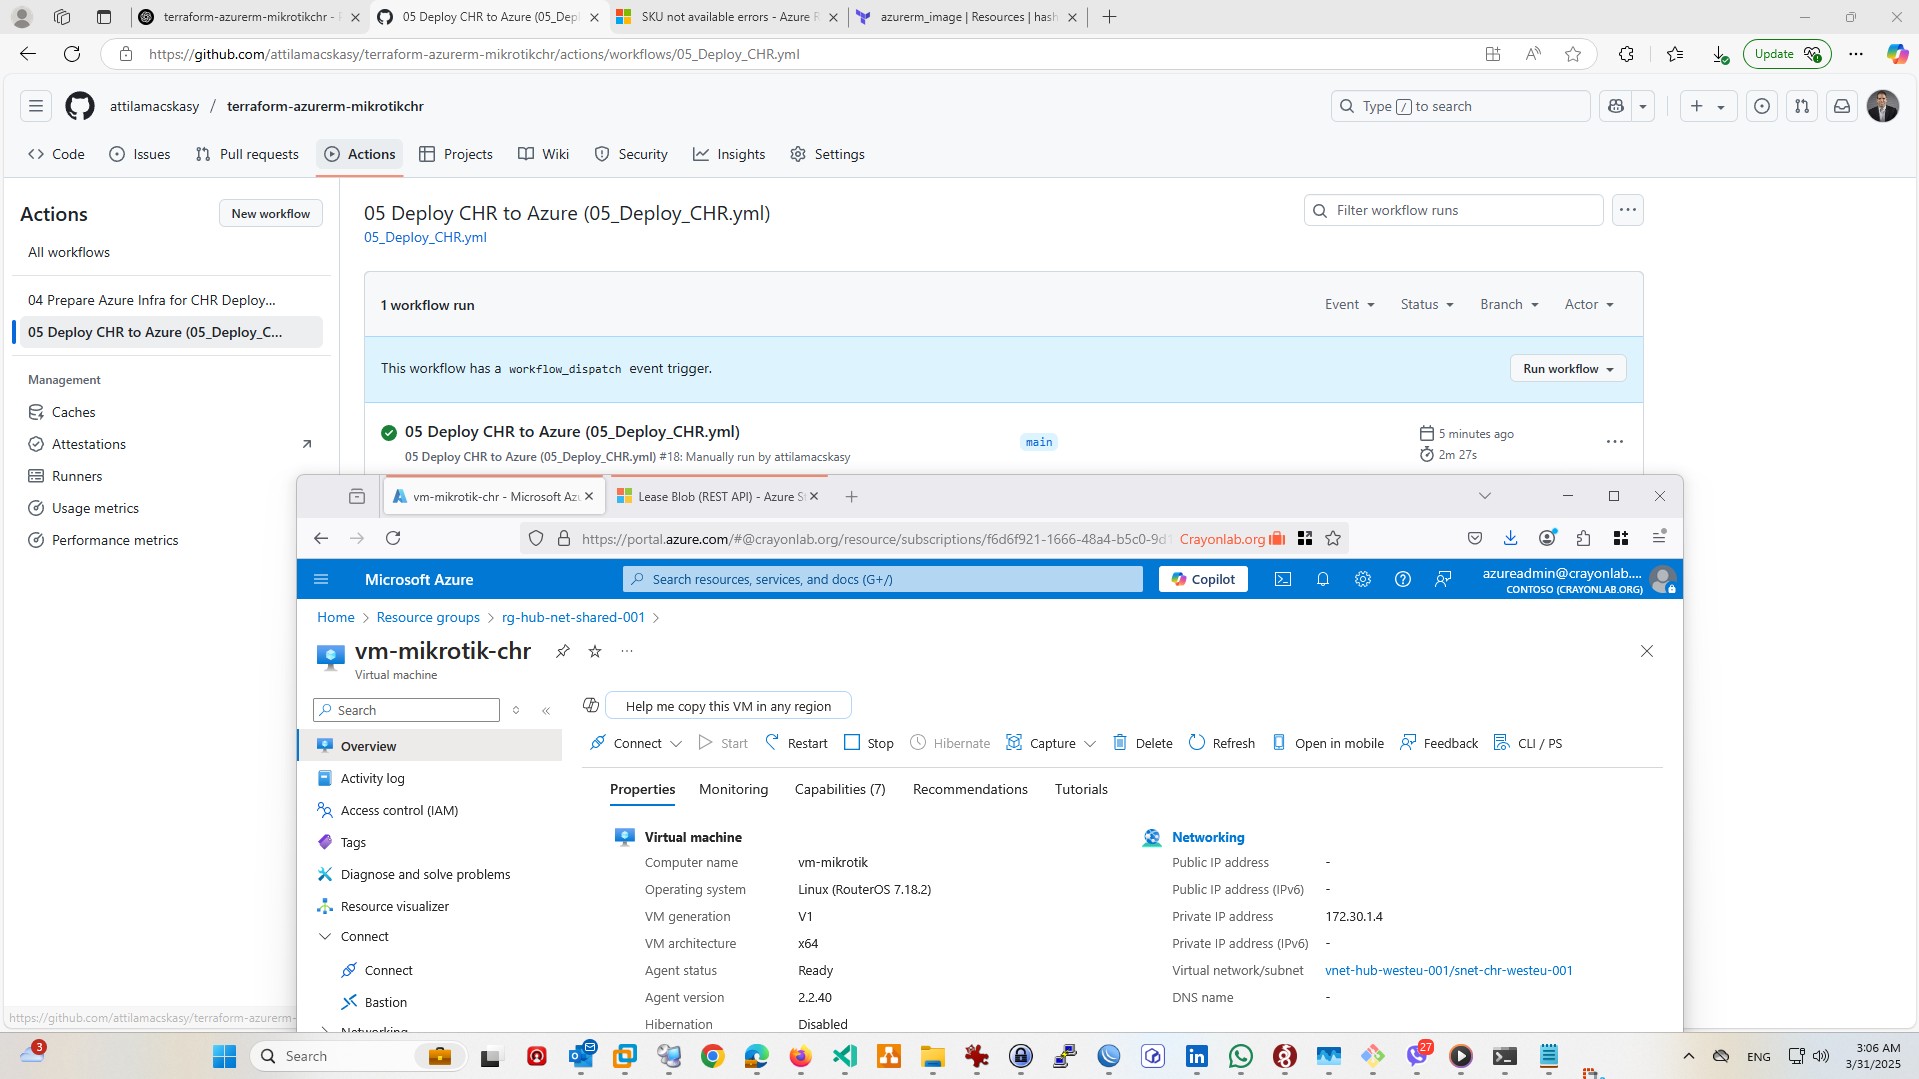 terraform-azurerm-mikrotikchr -
05 Deploy CHR to Azure (05_Depl
SKU not available errors - Azure R
azurerm_image | Resources | hash
https://github.com/attilamacskasy/terraform-azurerm-mikrotikchr/actions/workflows/05_Deploy_CHR.yml
Update
attilamacskasy / terraform-azurerm-mikrotikchr
Type / to search
Code
Issues
Pull requests
Actions
Projects
Wiki
Security
Insights
Settings
Actions
New workflow
All workflows
04 Prepare Azure Infra for CHR Deploy...
05 Deploy CHR to Azure (05_Deploy_C...
Management
Caches
Attestations
Runners
Usage metrics
Performance metrics
05 Deploy CHR to Azure (05_Deploy_CHR.yml)
05_Deploy_CHR.yml
Filter workflow runs
1 workflow run
Event
Status
Branch
Actor
This workflow has a workflow_dispatch event trigger.
Run workflow
05 Deploy CHR to Azure (05_Deploy_CHR.yml)
05 Deploy CHR to Azure (05_Deploy_CHR.yml) #18: Manually run by attilamacskasy
main
5 minutes ago
2m 27s
vm-mikrotik-chr - Microsoft Azu
Lease Blob (REST API) - Azure S
https://portal.azure.com/#@crayonlab.org/resource/subscriptions/f6d6f921-1666-48a4-b5c0-9d1
Crayonlab.org
Microsoft Azure
Search resources, services, and docs (G+/)
Copilot
azureadmin@crayonlab....
CONTOSO (CRAYONLAB.ORG)
Home > Resource groups > rg-hub-net-shared-001 >
vm-mikrotik-chr
Virtual machine
Search
Help me copy this VM in any region
Connect
Start
Restart
Stop
Hibernate
Capture
Delete
Refresh
Open in mobile
Feedback
CLI / PS
Overview
Activity log
Access control (IAM)
Tags
Diagnose and solve problems
Resource visualizer
Connect
Connect
Bastion
Networking
Properties
Monitoring
Capabilities (7)
Recommendations
Tutorials
Virtual machine
Computer name vm-mikrotik
Operating system Linux (RouterOS 7.18.2)
VM generation V1
VM architecture x64
Agent status Ready
Agent version 2.2.40
Hibernation Disabled
Networking
Public IP address -
Public IP address (IPv6) -
Private IP address 172.30.1.4
Private IP address (IPv6) -
Virtual network/subnet vnet-hub-westeu-001/snet-chr-westeu-001
DNS name -
https://github.com/attilamacskasy/terraform-azurerm-
3
Search
27
ENG
3:06 AM
3/31/2025